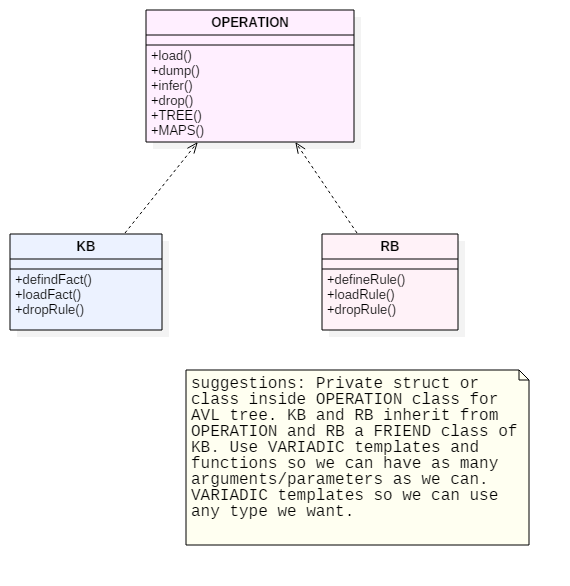 OPERATION
+load()
+dump()
+infer()
+drop()
+TREE()
+MAPS()
KB
+defindFact()
+loadFact()
+dropRule()
RB
+defineRule()
+loadRule()
+dropRule()
suggestions: Private struct or
class inside OPERATION class for
AVL tree. KB and RB inherit from
OPERATION and RB a FRIEND class of
KB. Use VARIADIC templates and
functions so we can have as many
arguments/parameters as we can.
VARIADIC templates so we can use
any type we want.